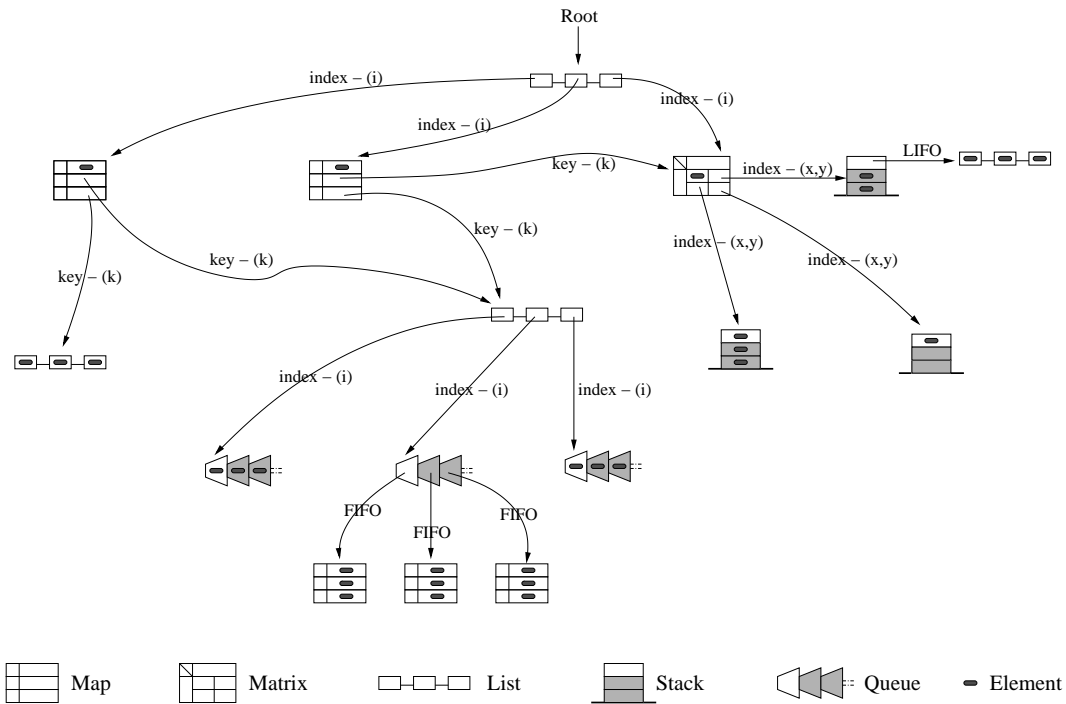 Root
index – (i)
index – (i)
index – (i)
LIFO
key – (k)
index – (x,y)
key – (k)
index – (x,y)
key – (k)
index – (x,y)
key – (k)
index – (i)
index – (i)
index – (i)
FIFO
FIFO
FIFO
Map
Matrix
List
Stack
Queue
Element